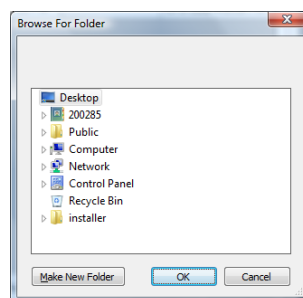 Browse For Folder
Desktop
200285
Public
Computer
Network
Control Panel
Recycle Bin
installer
Make New Folder
OK
Cancel